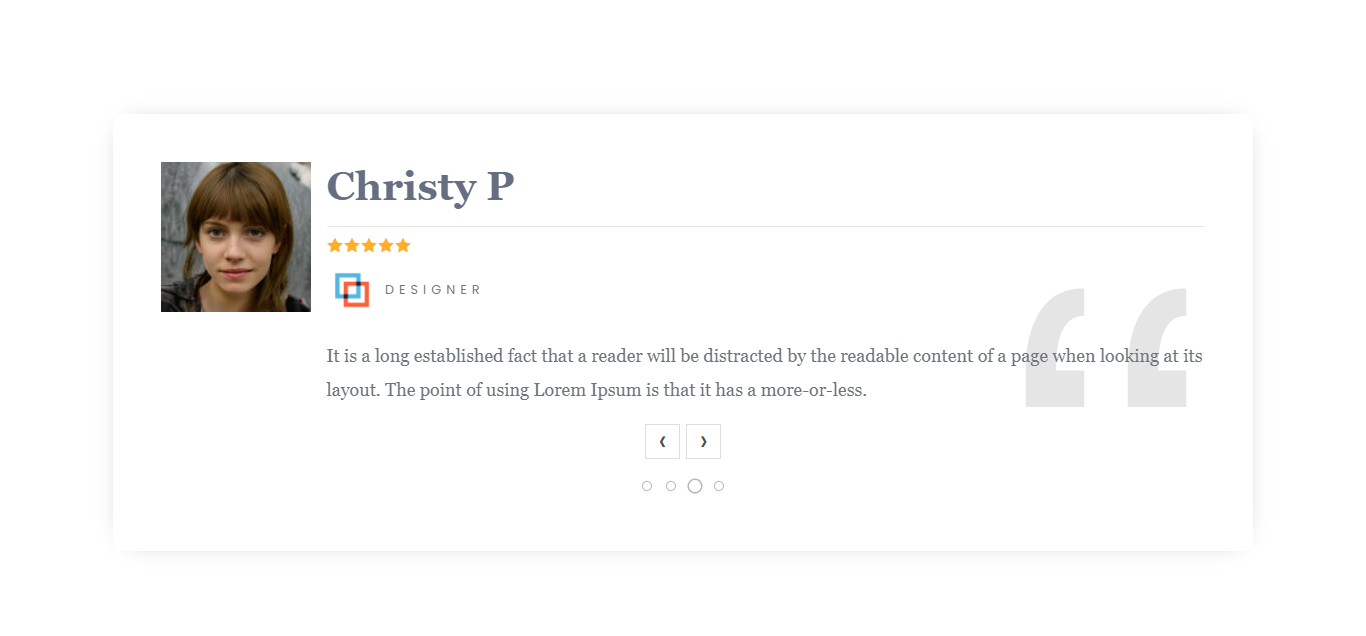 Christy P
DESIGNER
It is a long established fact that a reader will be distracted by the readable content of a page when looking at its
layout. The point of using Lorem Ipsum is that it has a more-or-less.